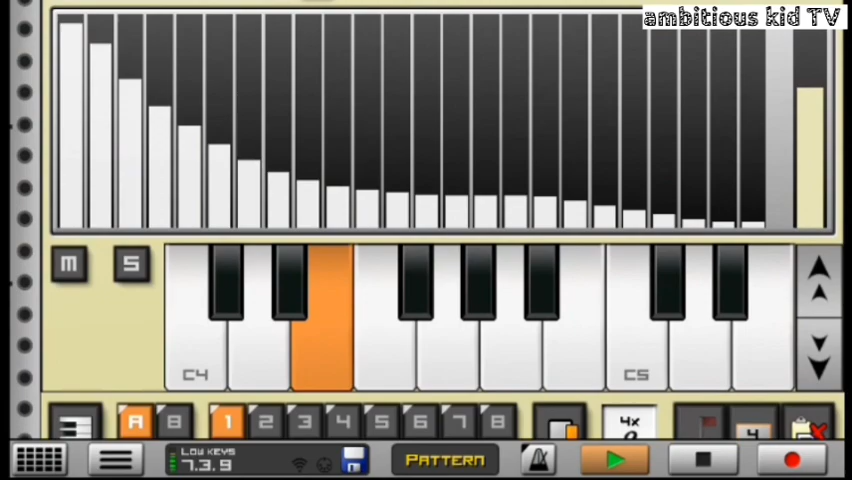 ambitious kid TV
M S
C4 C5
A B 1 2 3 4 5 6 7 8 4x 4
LOW KEYS
7.3.9
PATTERN